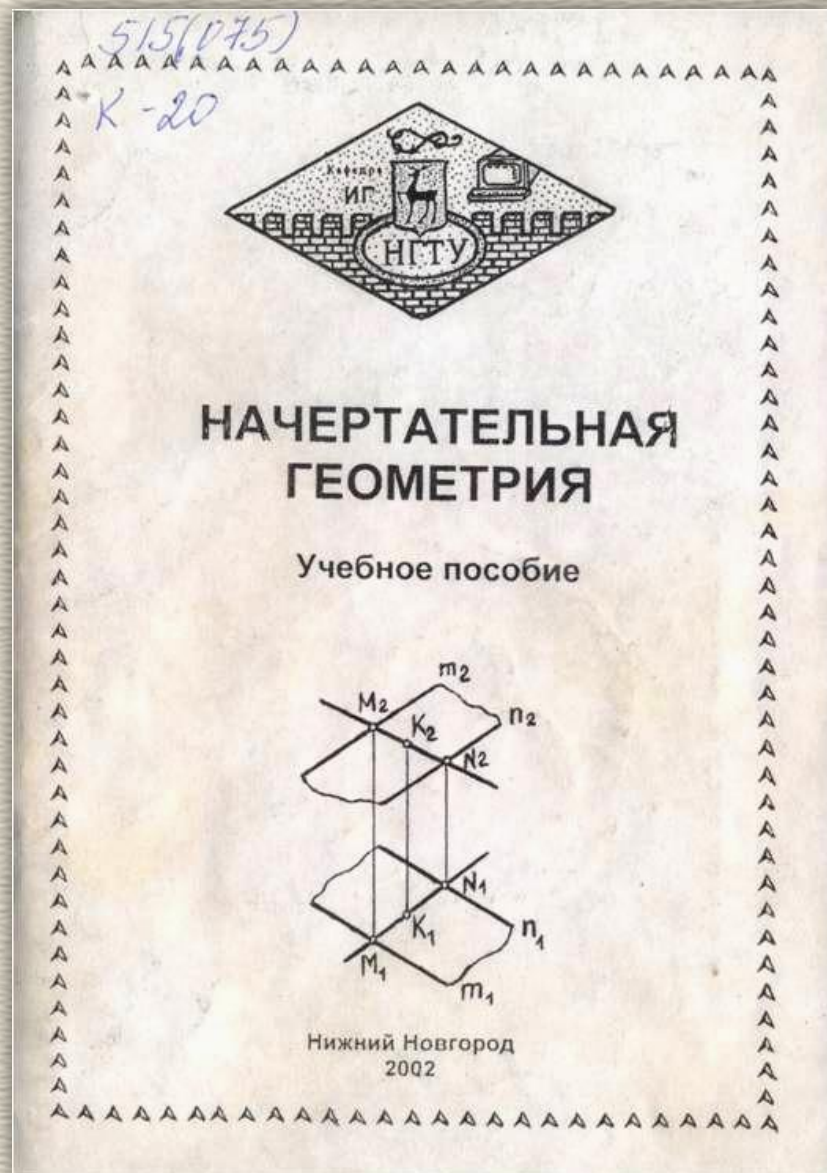 515(075)
К-20
Кафедра
ИГ
НГТУ
НАЧЕРТАТЕЛЬНАЯ
ГЕОМЕТРИЯ
Учебное пособие
m2
M2
K2
n2
N2
N1
K1
n1
M1
m1
Нижний Новгород
2002